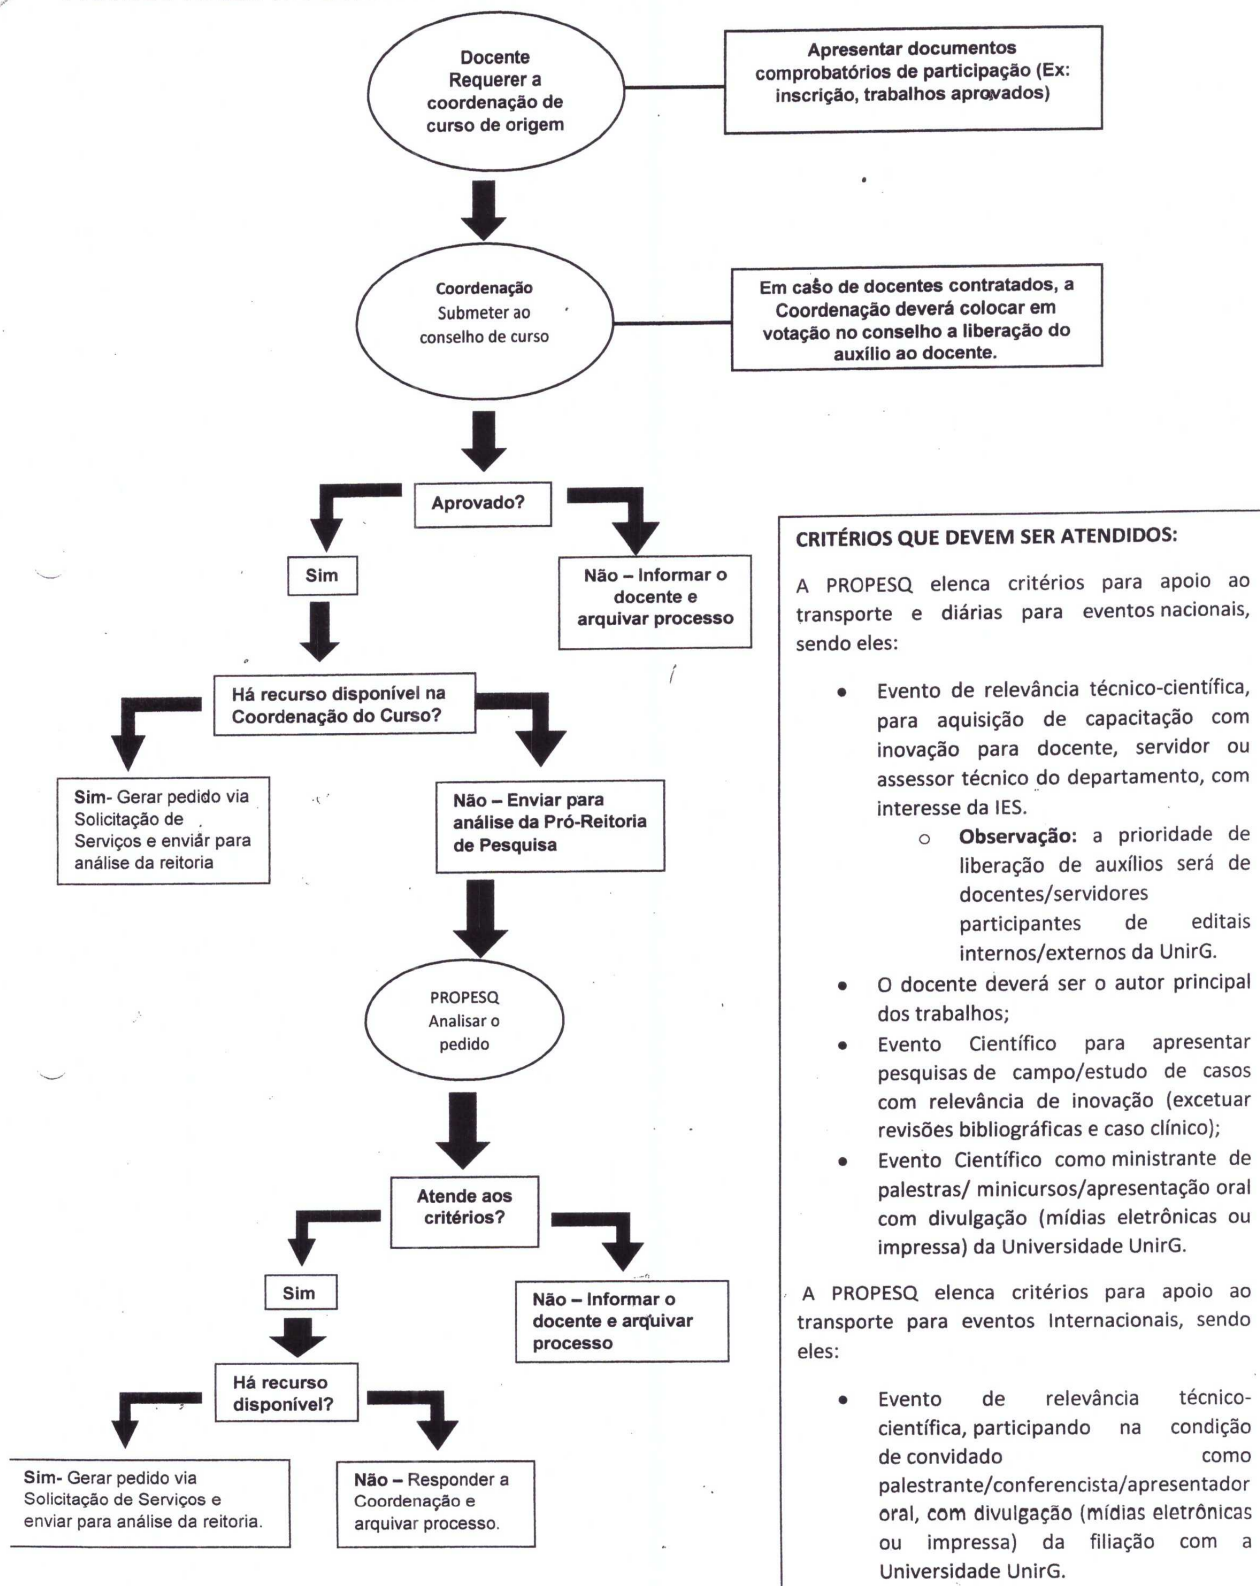 Docente
Requerer a
coordenação de
curso de origem
Apresentar documentos
comprobatórios de participação (Ex:
inscrição, trabalhos aprovados)
Coordenação
Submeter ao
conselho de curso
Em caso de docentes contratados, a
Coordenação deverá colocar em
votação no conselho a liberação do
auxílio ao docente.
Aprovado?
Sim
Não – Informar o
docente e
arquivar processo
Há recurso disponível na
Coordenação do Curso?
Sim- Gerar pedido via
Solicitação de
Serviços e enviar para
análise da reitoria
Não – Enviar para
análise da Pró-Reitoria
de Pesquisa
PROPESQ
Analisar o
pedido
Atende aos
critérios?
Sim
Não – Informar o
docente e arquivar
processo
Há recurso
disponível?
Sim- Gerar pedido via
Solicitação de Serviços e
enviar para análise da reitoria.
Não – Responder a
Coordenação e
arquivar processo.
CRITÉRIOS QUE DEVEM SER ATENDIDOS:
A PROPESQ elenca critérios para apoio ao
transporte e diárias para eventos nacionais,
sendo eles:
• Evento de relevância técnico-científica,
para aquisição de capacitação com
inovação para docente, servidor ou
assessor técnico do departamento, com
interesse da IES.
o Observação: a prioridade de
liberação de auxílios será de
docentes/servidores
participantes de editais
internos/externos da UnirG.
• O docente deverá ser o autor principal
dos trabalhos;
• Evento Científico para apresentar
pesquisas de campo/estudo de casos
com relevância de inovação (excetuar
revisões bibliográficas e caso clínico);
• Evento Científico como ministrante de
palestras/ minicursos/apresentação oral
com divulgação (mídias eletrônicas ou
impressa) da Universidade UnirG.
A PROPESQ elenca critérios para apoio ao
transporte para eventos Internacionais, sendo
eles:
• Evento de relevância técnico-
científica, participando na condição
de convidado como
palestrante/conferencista/apresentador
oral, com divulgação (mídias eletrônicas
ou impressa) da filiação com a
Universidade UnirG.